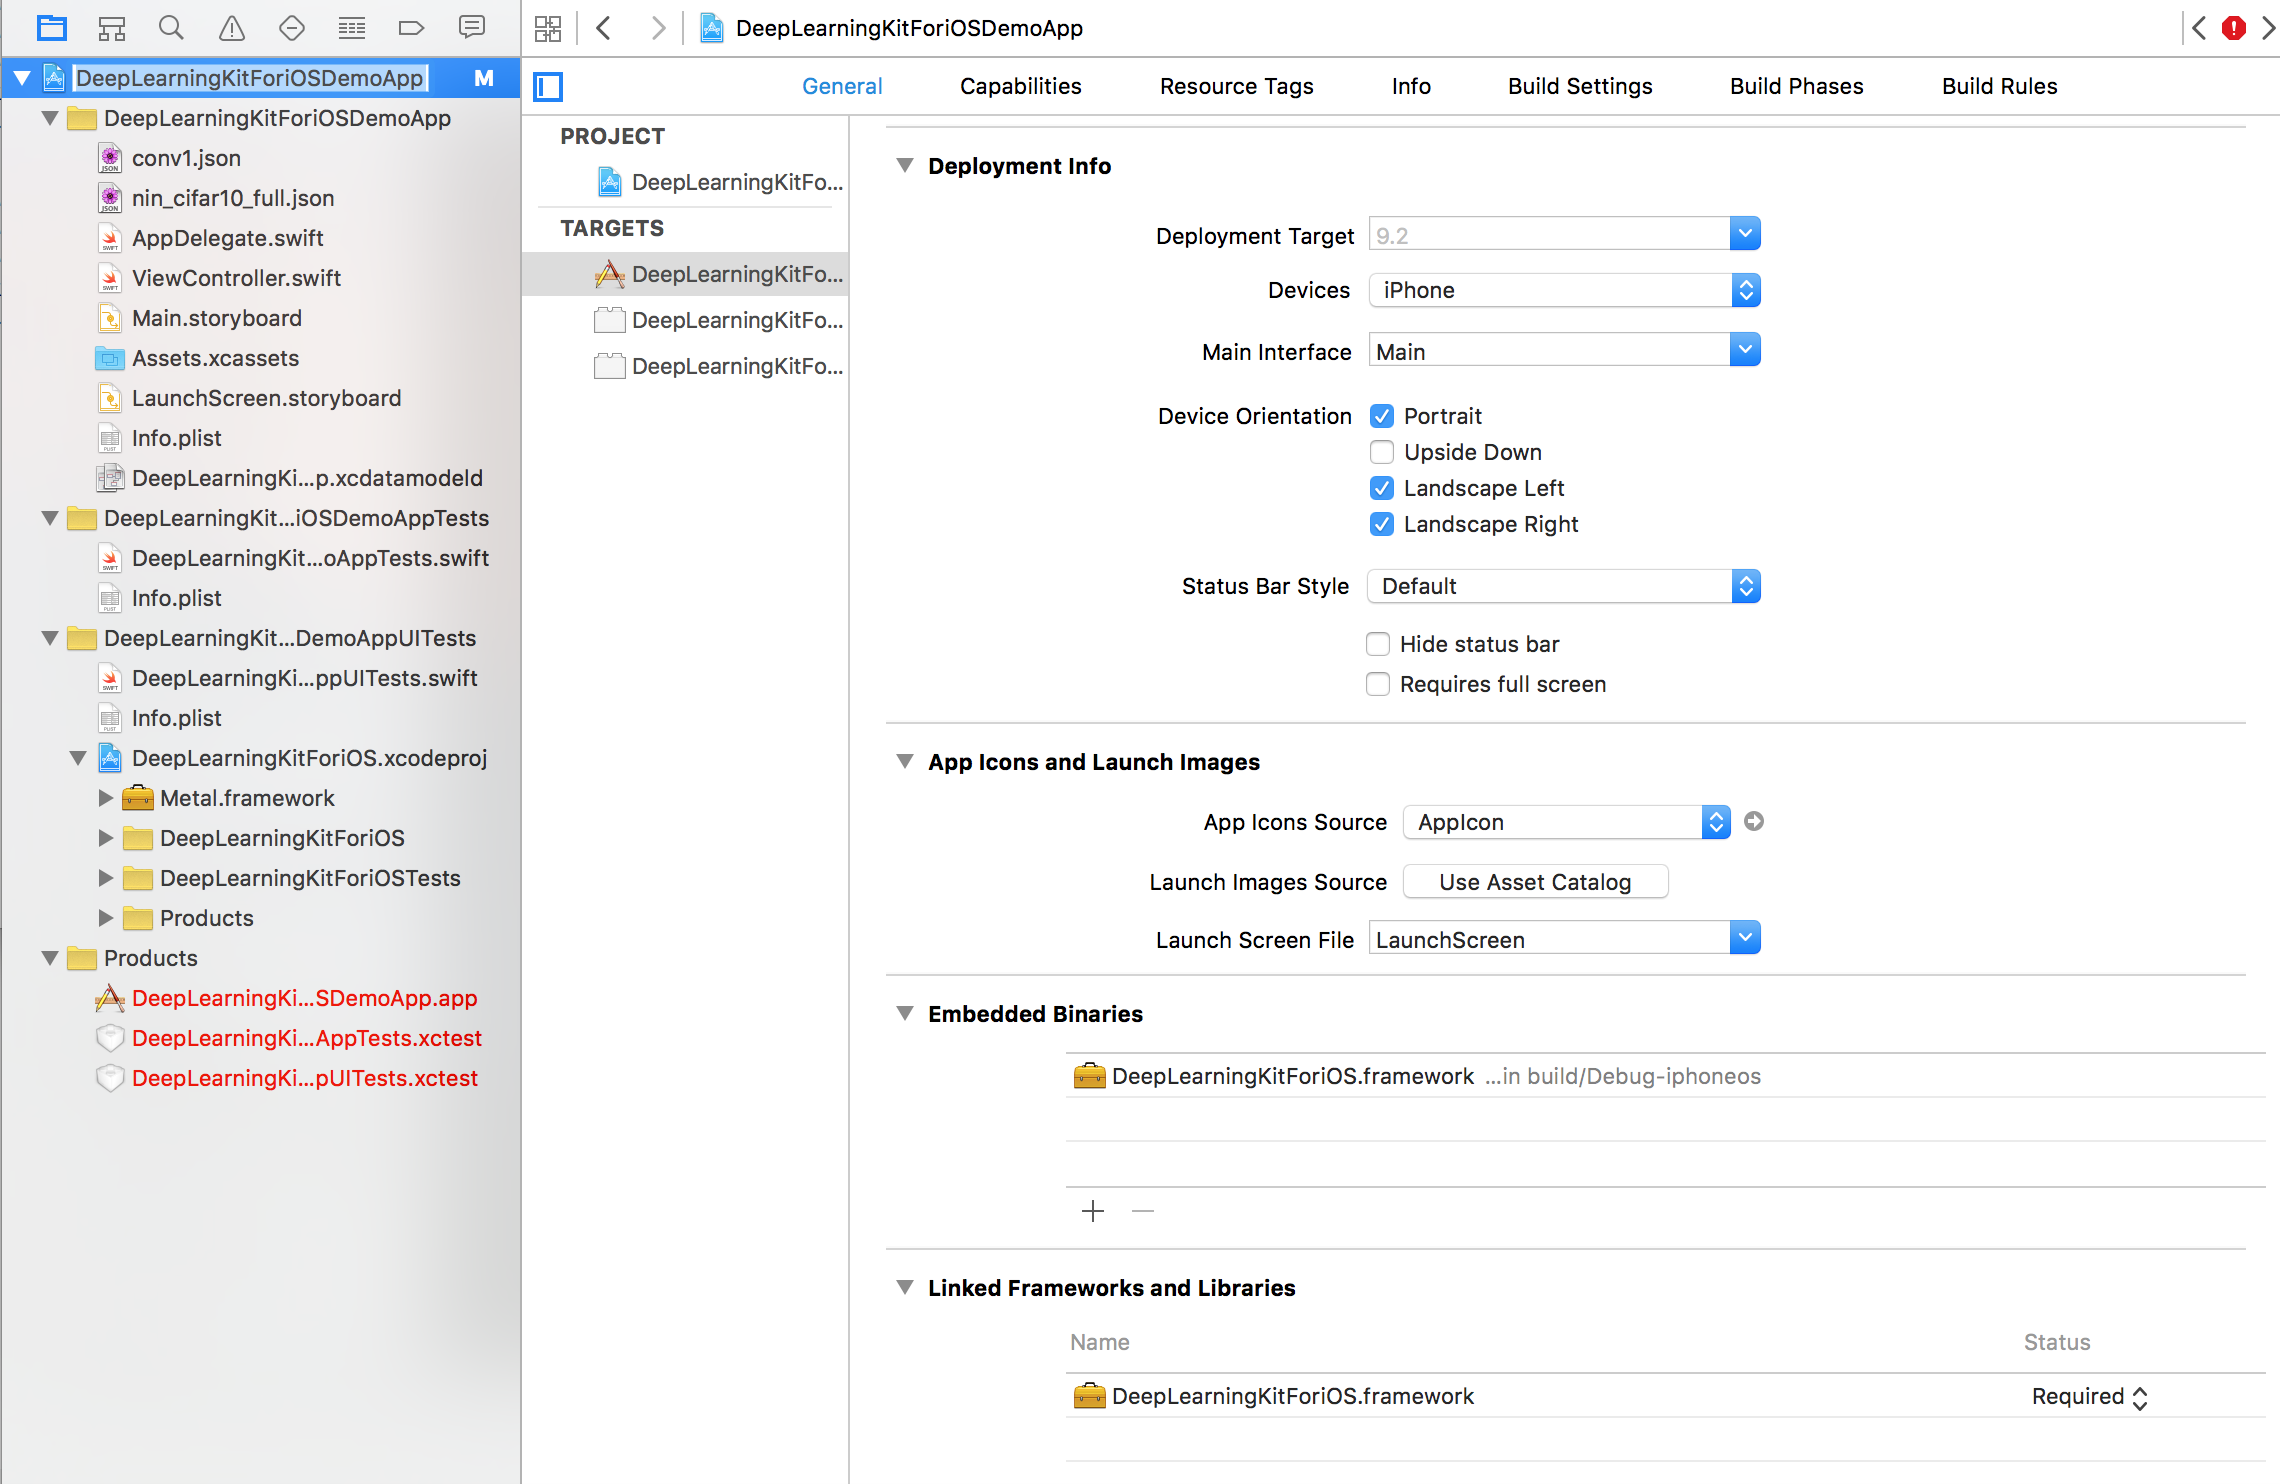 DeepLearningKitForiOSDemoApp
M
DeepLearningKitForiOSDemoApp
conv1.json
nin_cifar10_full.json
AppDelegate.swift
ViewController.swift
Main.storyboard
Assets.xcassets
LaunchScreen.storyboard
Info.plist
DeepLearningKi...p.xcdatamodeld
DeepLearningKit...iOSDemoAppTests
DeepLearningKit...oAppTests.swift
Info.plist
DeepLearningKit...DemoAppUITests
DeepLearningKi...ppUITests.swift
Info.plist
DeepLearningKitForiOS.xcodeproj
Metal.framework
DeepLearningKitForiOS
DeepLearningKitForiOSTests
Products
Products
DeepLearningKi...SDemoApp.app
DeepLearningKi...AppTests.xctest
DeepLearningKi...pUITests.xctest
DeepLearningKitForiOSDemoApp
General Capabilities Resource Tags Info Build Settings Build Phases Build Rules
PROJECT
DeepLearningKitFo...
TARGETS
DeepLearningKitFo...
DeepLearningKitFo...
DeepLearningKitFo...
Deployment Info
Deployment Target 9.2
Devices iPhone
Main Interface Main
Device Orientation Portrait
Upside Down
Landscape Left
Landscape Right
Status Bar Style Default
Hide status bar
Requires full screen
App Icons and Launch Images
App Icons Source AppIcon
Launch Images Source Use Asset Catalog
Launch Screen File LaunchScreen
Embedded Binaries
DeepLearningKitForiOS.framework ...in build/Debug-iphoneos
Linked Frameworks and Libraries
Name Status
DeepLearningKitForiOS.framework Required